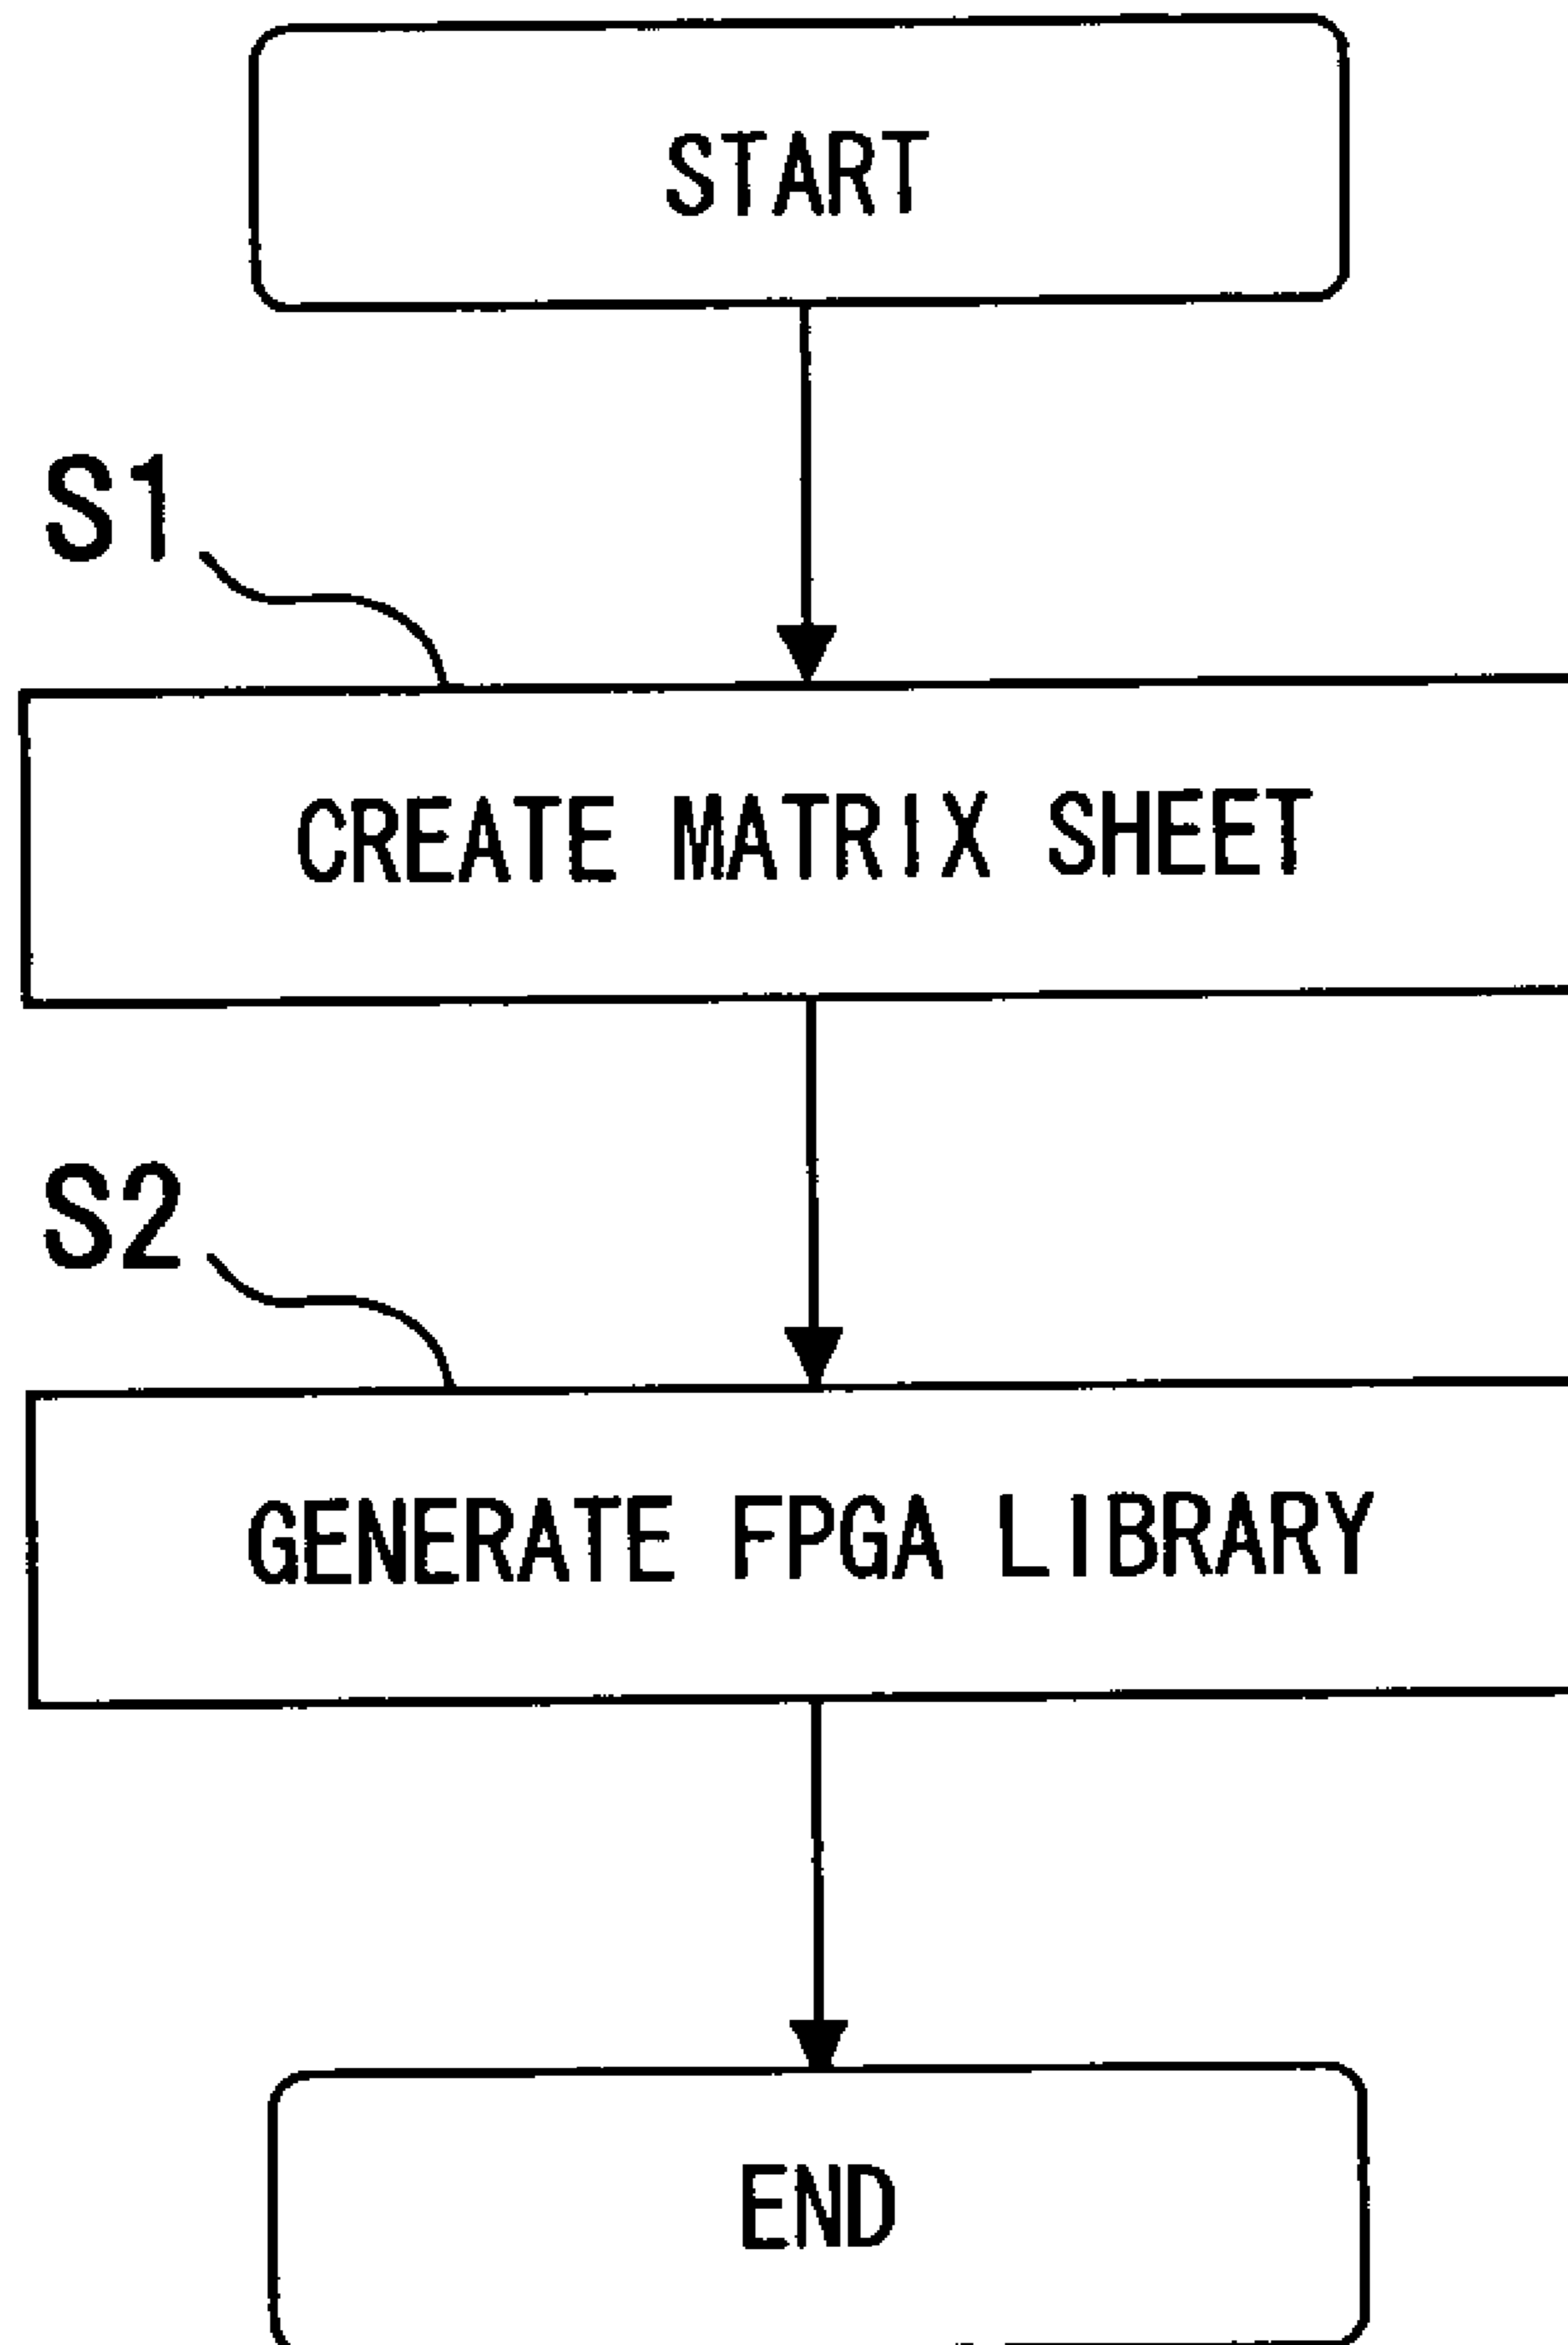 START
S1
CREATE MATRIX SHEET
S2
GENERATE FPGA LIBRARY
END